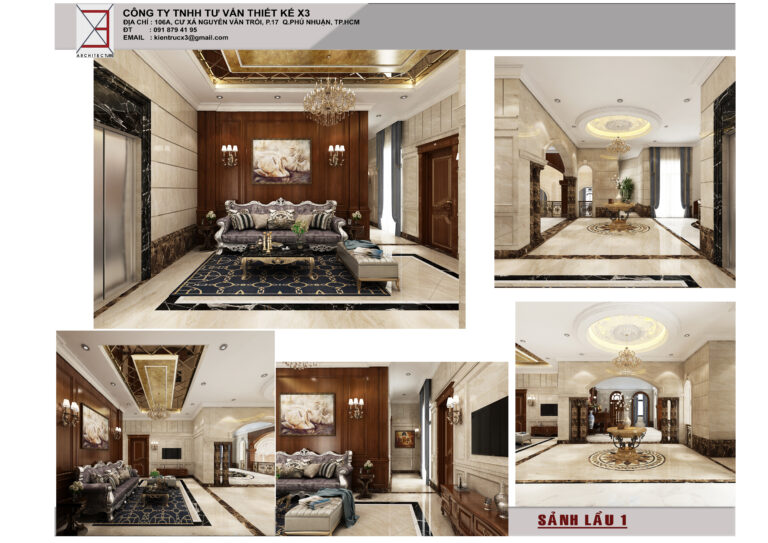 CÔNG TY TNHH TƯ VẤN THIẾT KẾ X3
ĐỊA CHỈ : 106A, CƯ XÁ NGUYỄN VĂN TRỖI, P.17 Q.PHÚ NHUẬN, TP.HCM
ĐT : 091 879 41 95
EMAIL : kientrucx3@gmail.com
ARCHITECTURE
SẢNH LẦU 1